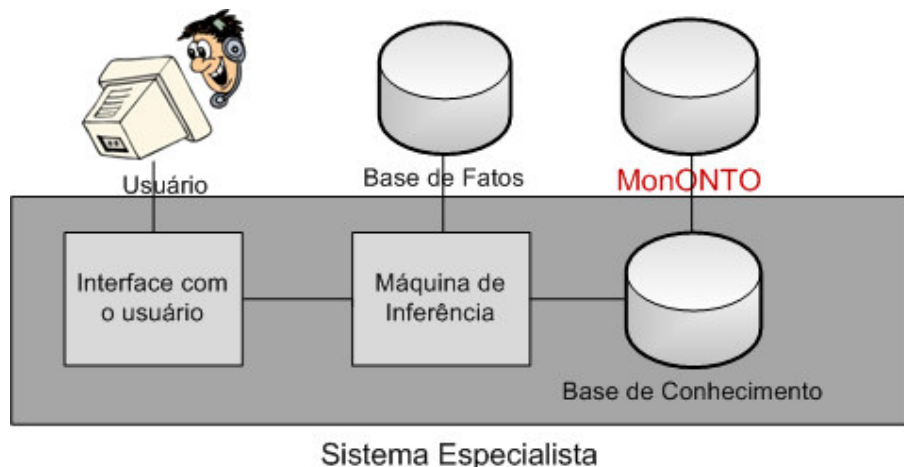 Usuário
Base de Fatos
MonONTO
Interface com
o usuário
Máquina de
Inferência
Base de Conhecimento
Sistema Especialista